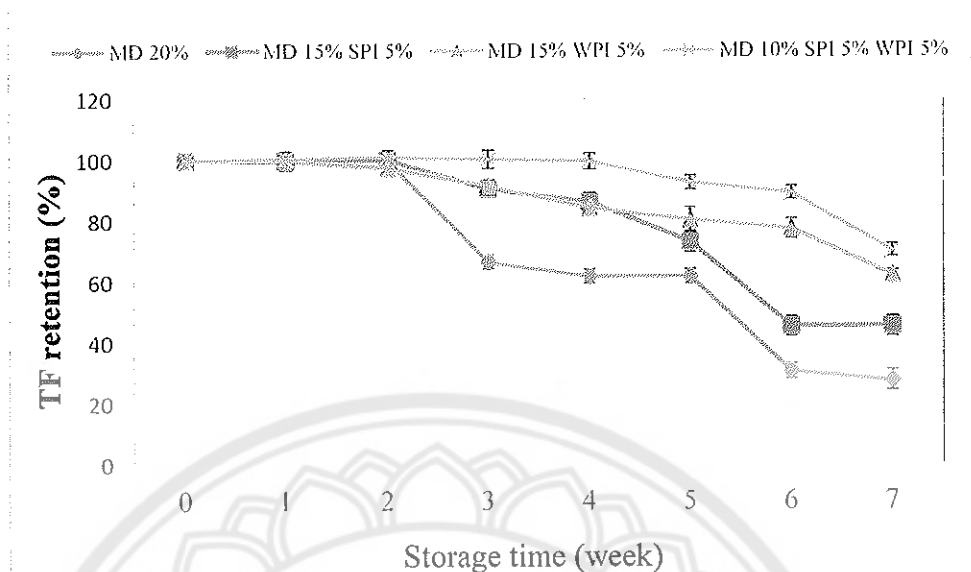 MD 20% MD 15% SPI 5% MD 15% WPI 5% MD 10% SPI 5% WPI 5%
120
100
80
60
40
20
0
TF retention (%)
0 1 2 3 4 5 6 7
Storage time (week)